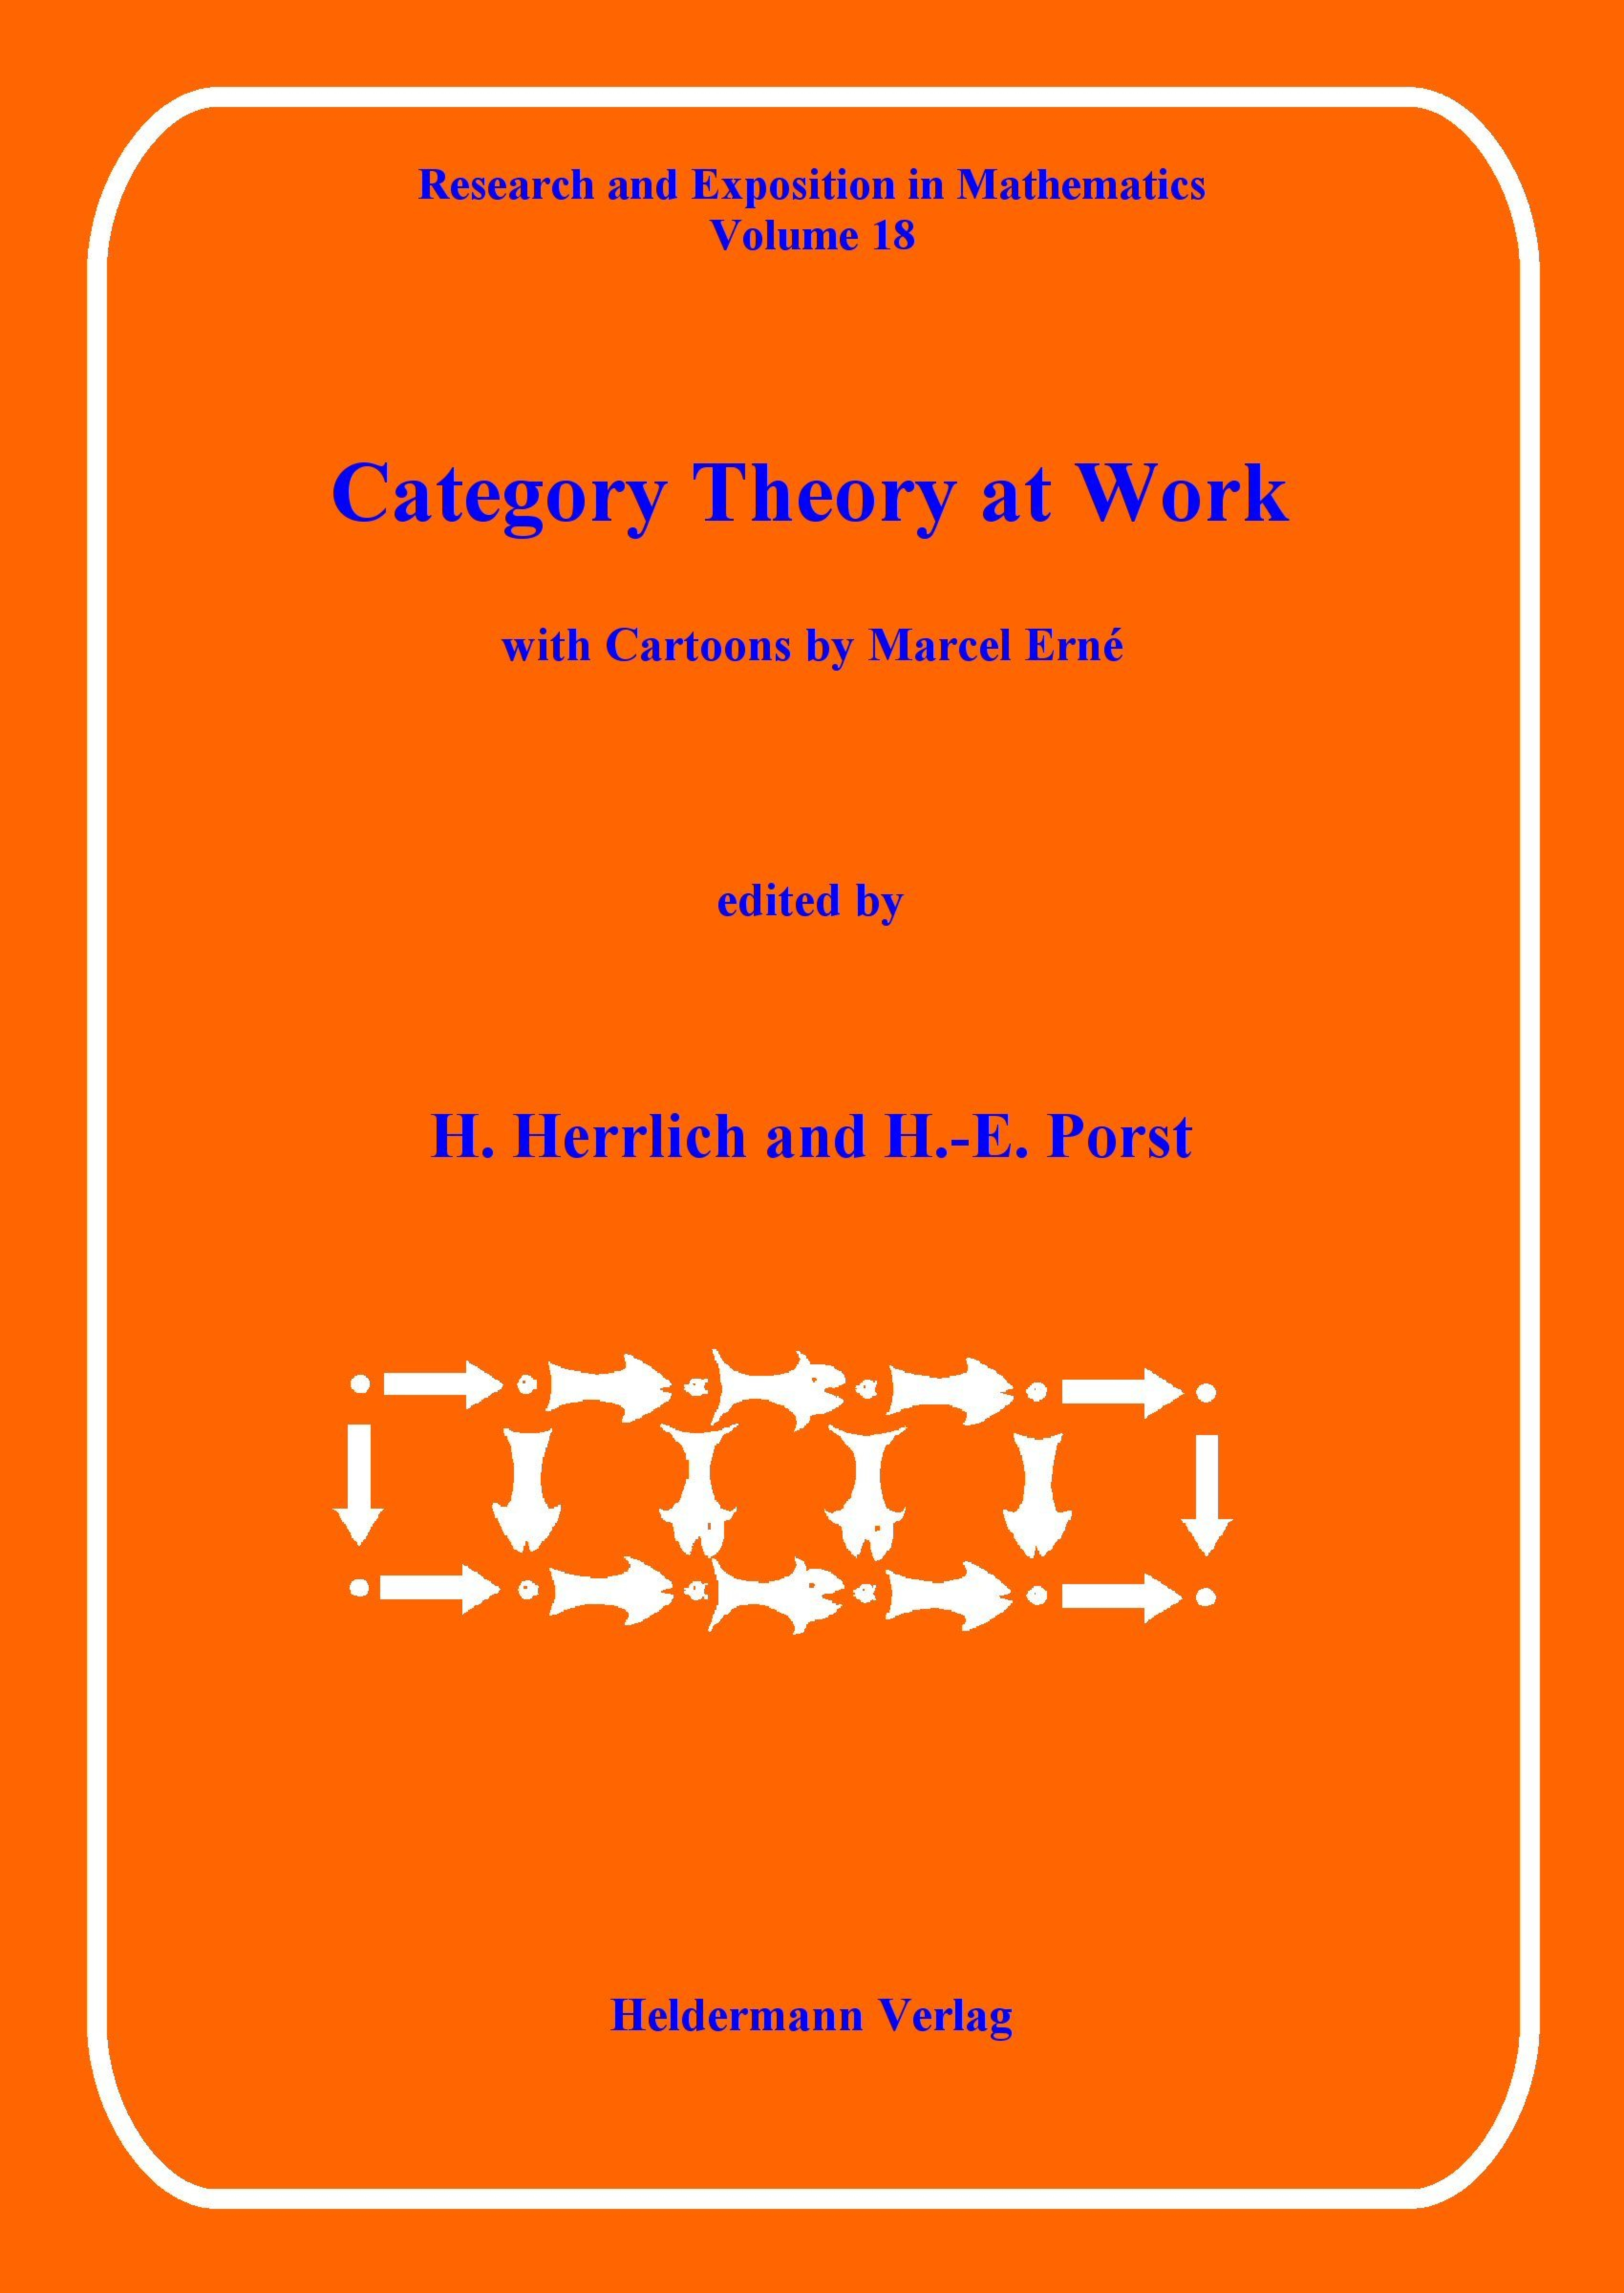 Research and Exposition in Mathematics
Volume 18
Category Theory at Work
with Cartoons by Marcel Erné
edited by
H. Herrlich and H.-E. Porst
Heldermann Verlag